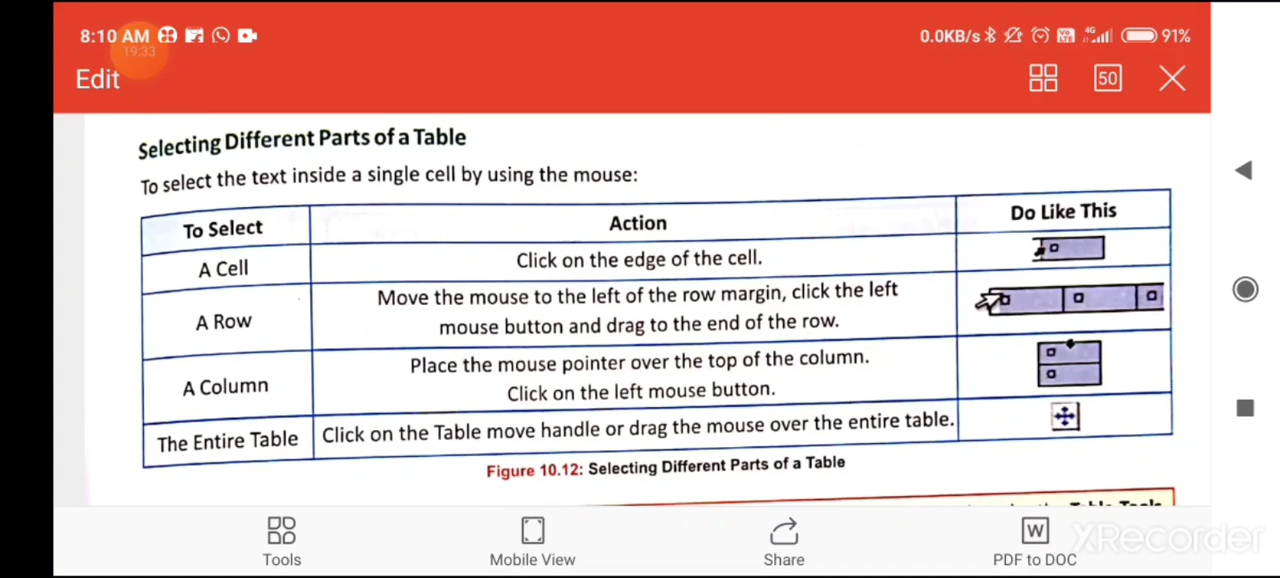 8:10 AM 0.0KB/s 4G 91%
19:33
Edit 50
Selecting Different Parts of a Table
To select the text inside a single cell by using the mouse:
To Select Action Do Like This
A Cell Click on the edge of the cell.
A Row Move the mouse to the left of the row margin, click the left
mouse button and drag to the end of the row.
A Column Place the mouse pointer over the top of the column.
Click on the left mouse button.
The Entire Table Click on the Table move handle or drag the mouse over the entire table.
Figure 10.12: Selecting Different Parts of a Table
Tools Mobile View Share W PDF to DOC
XRecorder